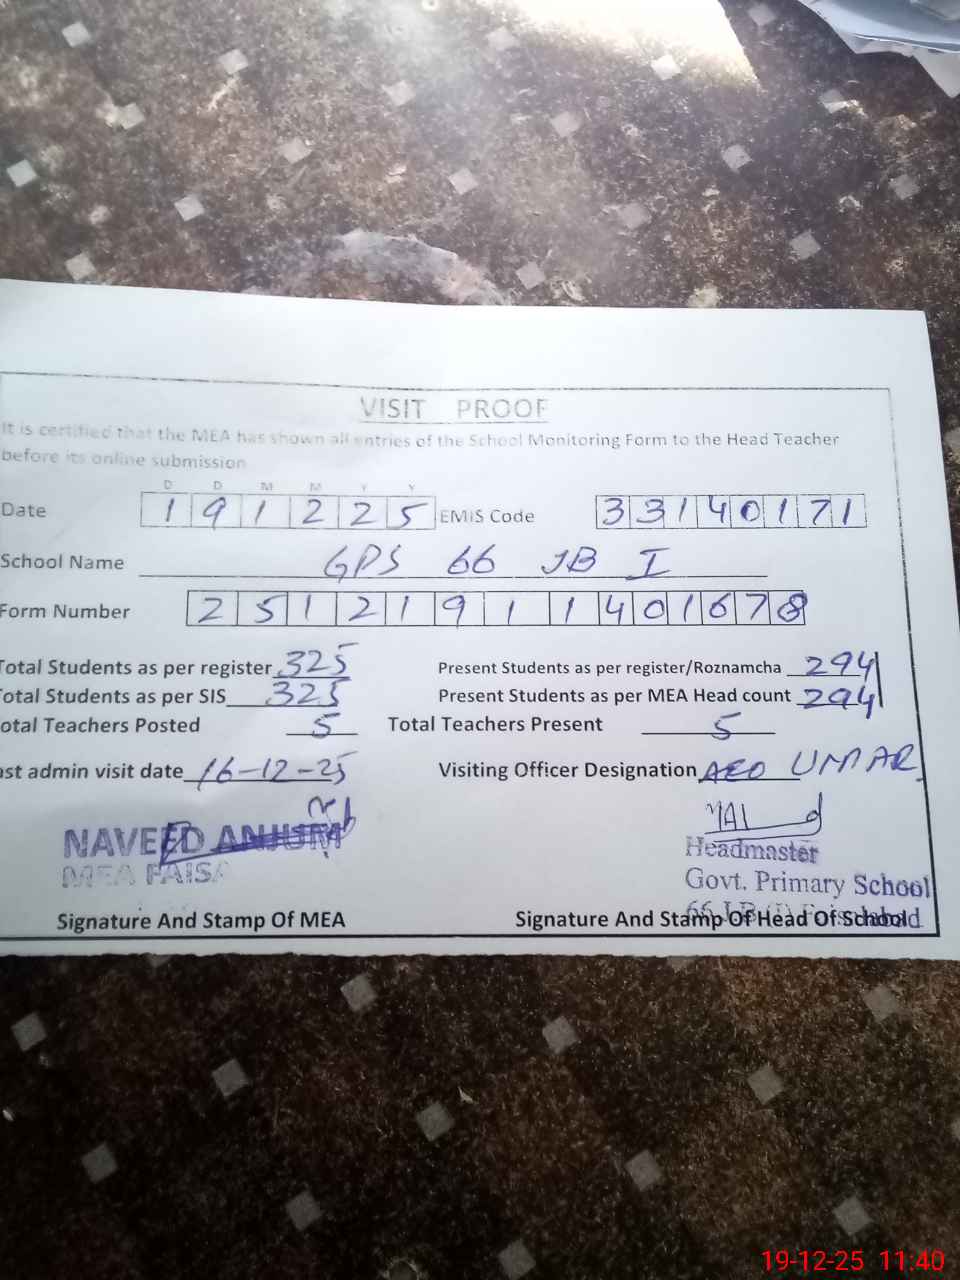 VISIT PROOF
It is certified that the MEA has shown all entries of the School Monitoring Form to the Head Teacher
before its online submission
D D M M Y Y
Date 1 9 1 2 2 5 EMIS Code 3 3 1 4 0 1 7 1
School Name GPS 66 JB I
Form Number 2 5 1 2 1 9 1 1 4 0 1 6 7 8
Total Students as per register 325 Present Students as per register/Roznamcha 294
Total Students as per SIS 325 Present Students as per MEA Head count 294
otal Teachers Posted 5 Total Teachers Present 5
ast admin visit date 16-12-25 Visiting Officer Designation AEO UMAR
NAVEED ANJUM
MEA FAISA
Headmaster
Govt. Primary School
66 J.B (I) Faisalabad
Signature And Stamp Of MEA Signature And Stamp Of Head Of School
19-12-25 11:40